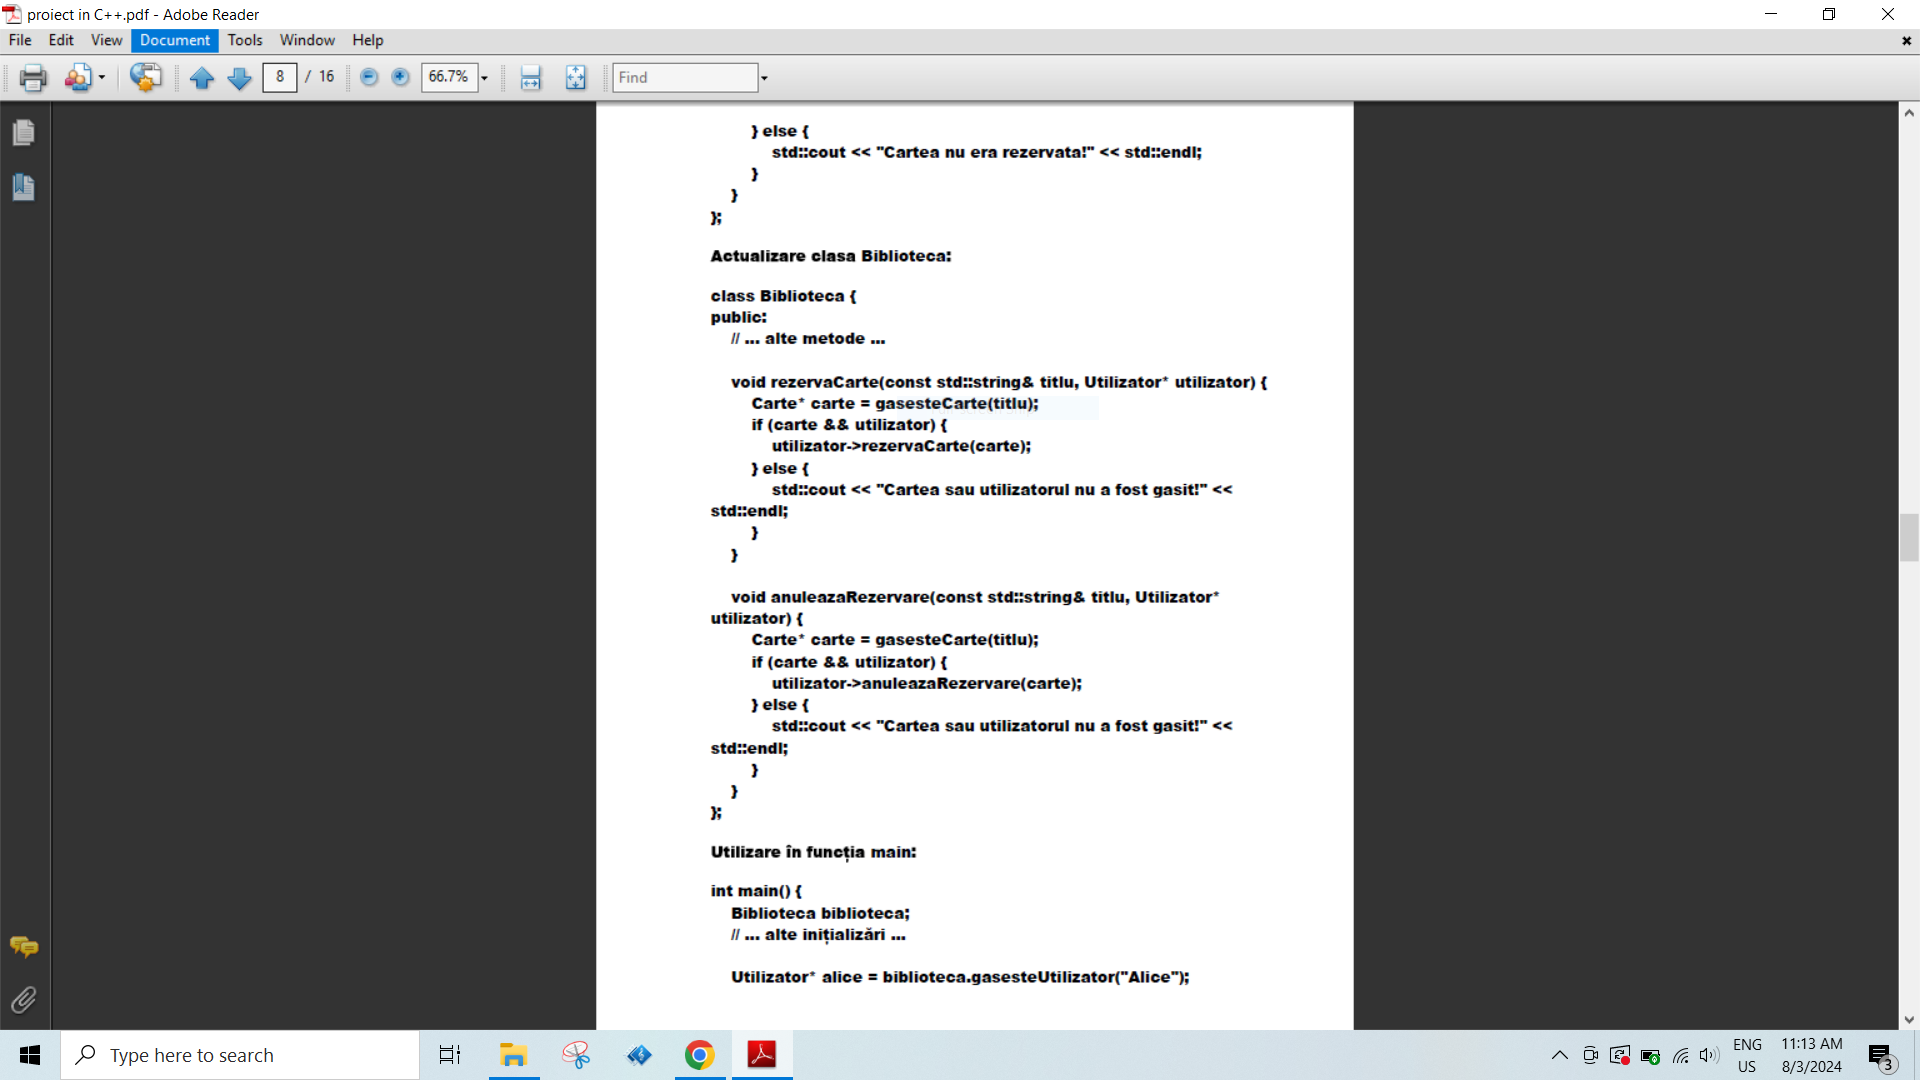 proiect in C++.pdf - Adobe Reader
File Edit View Document Tools Window Help
8 / 16 66.7% Find
} else {
std::cout << "Cartea nu era rezervata!" << std::endl;
}
}
};
Actualizare clasa Biblioteca:
class Biblioteca {
public:
// ... alte metode ...
void rezervaCarte(const std::string& titlu, Utilizator* utilizator) {
Carte* carte = gasesteCarte(titlu);
if (carte && utilizator) {
utilizator->rezervaCarte(carte);
} else {
std::cout << "Cartea sau utilizatorul nu a fost gasit!" <<
std::endl;
}
}
void anuleazaRezervare(const std::string& titlu, Utilizator*
utilizator) {
Carte* carte = gasesteCarte(titlu);
if (carte && utilizator) {
utilizator->anuleazaRezervare(carte);
} else {
std::cout << "Cartea sau utilizatorul nu a fost gasit!" <<
std::endl;
}
}
};
Utilizare în funcția main:
int main() {
Biblioteca biblioteca;
// ... alte inițializări ...
Utilizator* alice = biblioteca.gasesteUtilizator("Alice");
Type here to search
ENG
US
11:13 AM
8/3/2024
3